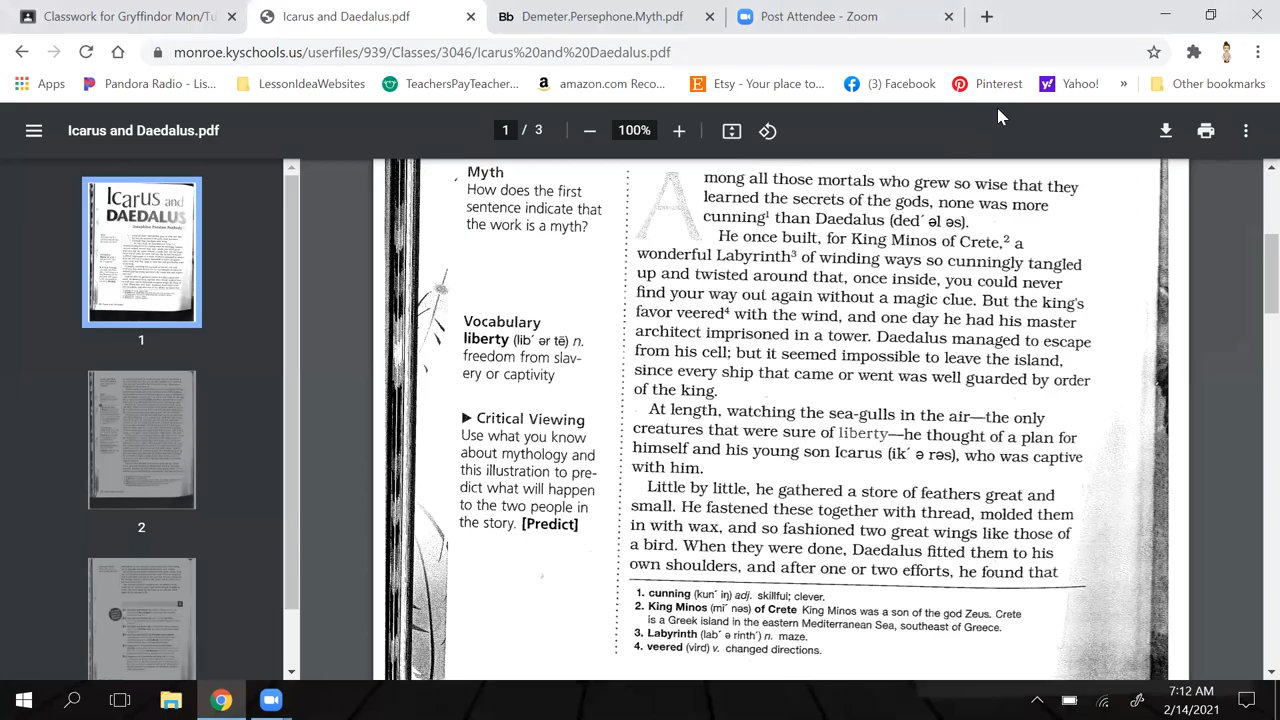 Classwork for Gryffindor Mon/Tu
Icarus and Daedalus.pdf
Bb Demeter.Persephone.Myth.pdf
Post Attendee - Zoom
monroe.kyschools.us/userfiles/939/Classes/3046/Icarus%20and%20Daedalus.pdf
Apps
Pandora Radio - Lis...
LessonIdeaWebsites
TeachersPayTeacher...
amazon.com: Reco...
Etsy - Your place to...
(3) Facebook
Pinterest
Yahoo!
»
Other bookmarks
Icarus and Daedalus.pdf
1 / 3
100%
Icarus and
DAEDALUS
1
2
Myth
How does the first
sentence indicate that
the work is a myth?
Vocabulary
liberty (lib´ ər tē) n.
freedom from slav-
ery or captivity
▶ Critical Viewing
Use what you know
about mythology and
this illustration to pre-
dict what will happen
to the two people in
the story. [Predict]
Among all those mortals who grew so wise that they
learned the secrets of the gods, none was more
cunning¹ than Daedalus (ded´ əl əs).
He once built, for King Minos of Crete,² a
wonderful Labyrinth³ of winding ways so cunningly tangled
up and twisted around that, once inside, you could never
find your way out again without a magic clue. But the king's
favor veered⁴ with the wind, and one day he had his master
architect imprisoned in a tower. Daedalus managed to escape
from his cell; but it seemed impossible to leave the island,
since every ship that came or went was well guarded by order
of the king.
At length, watching the sea-gulls in the air—the only
creatures that were sure of liberty—he thought of a plan for
himself and his young son Icarus (ik´ ə rəs), who was captive
with him.
Little by little, he gathered a store of feathers great and
small. He fastened these together with thread, molded them
in with wax, and so fashioned two great wings like those of
a bird. When they were done, Daedalus fitted them to his
own shoulders, and after one or two efforts, he found that
1. cunning (kun´ iŋ) adj. skillful; clever.
2. King Minos (mī´ nəs) of Crete King Minos was a son of the god Zeus. Crete
is a Greek island in the eastern Mediterranean Sea, southeast of Greece.
3. Labyrinth (lab´ ə rinth´) n. maze.
4. veered (vird) v. changed directions.
7:12 AM
2/14/2021